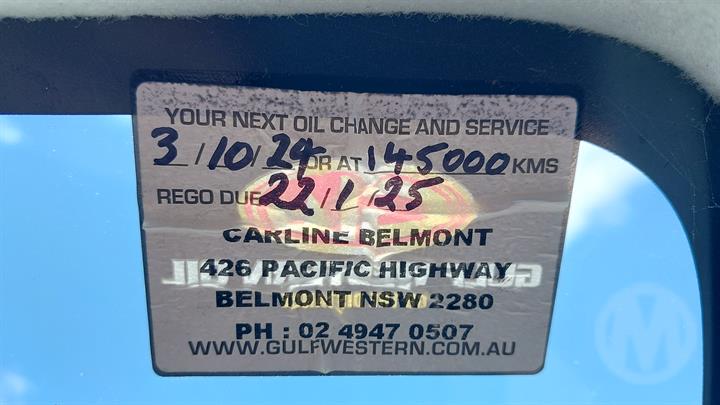 YOUR NEXT OIL CHANGE AND SERVICE
3/10/24 OR AT 145000 KMS
REGO DUE 22/1/25
CARLINE BELMONT
426 PACIFIC HIGHWAY
BELMONT NSW 2280
PH : 02 4947 0507
WWW.GULFWESTERN.COM.AU
M